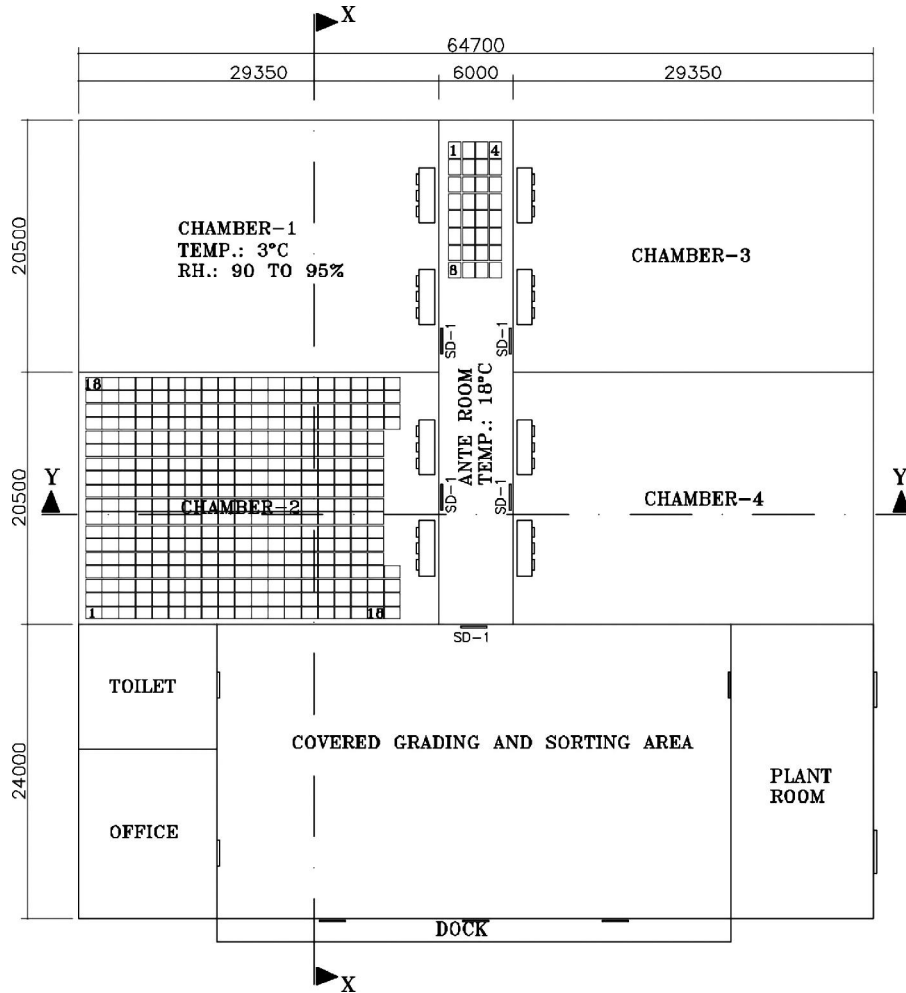 X
64700
29350
6000
29350
1
4
8
20500
CHAMBER-1
TEMP.: 3°C
RH.: 90 TO 95%
CHAMBER-3
SD-1
SD-1
ANTE ROOM
TEMP.: 18°C
18
20500
Y
Y
CHAMBER-2
CHAMBER-4
SD-1
SD-1
1
18
SD-1
TOILET
COVERED GRADING AND SORTING AREA
24000
PLANT
ROOM
OFFICE
DOCK
X